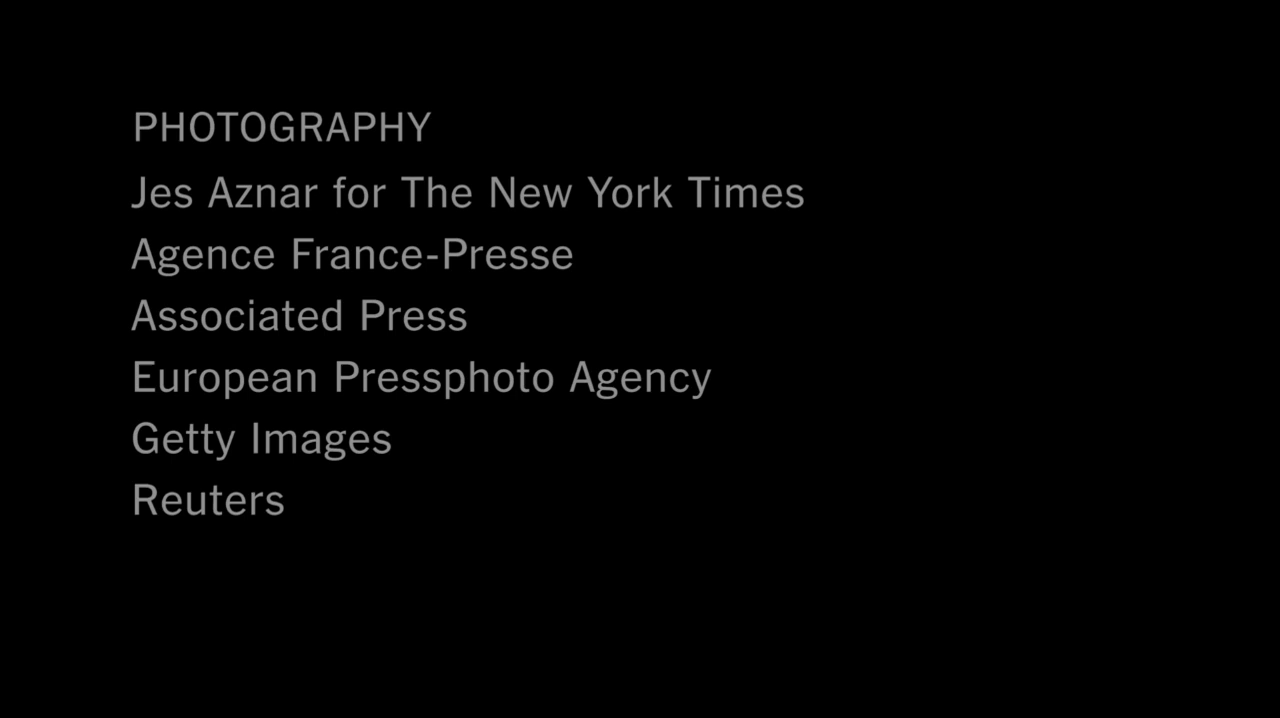 PHOTOGRAPHY
Jes Aznar for The New York Times
Agence France-Presse
Associated Press
European Pressphoto Agency
Getty Images
Reuters